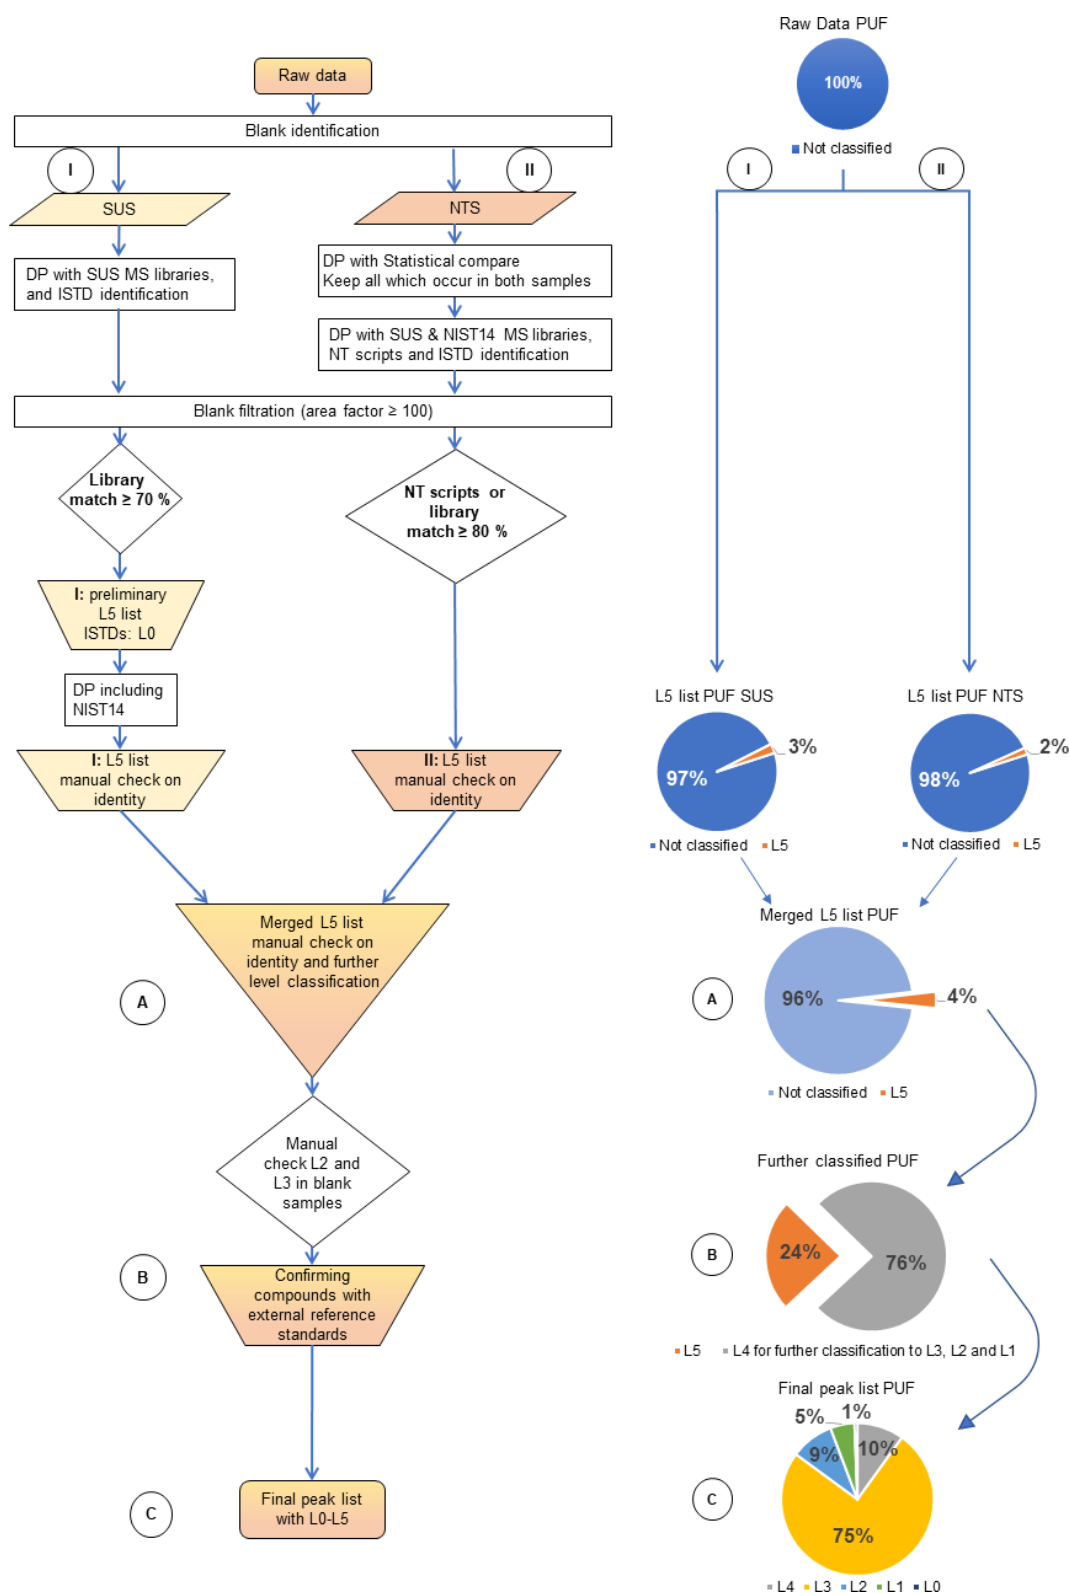 Raw data
Blank identification
I
II
SUS
NTS
DP with SUS MS libraries,
and ISTD identification
DP with Statistical compare
Keep all which occur in both samples
DP with SUS & NIST14 MS libraries,
NT scripts and ISTD identification
Blank filtration (area factor ≥ 100)
Library
match ≥ 70 %
NT scripts or
library
match ≥ 80 %
I: preliminary
L5 list
ISTDs: L0
DP including
NIST14
I: L5 list
manual check on
identity
II: L5 list
manual check on
identity
Merged L5 list
manual check on
identity and further
level classification
A
Manual
check L2 and
L3 in blank
samples
B
Confirming
compounds with
external reference
standards
C
Final peak list
with L0-L5
Raw Data PUF
100%
Not classified
I
II
L5 list PUF SUS
97%
3%
Not classified L5
L5 list PUF NTS
98%
2%
Not classified L5
Merged L5 list PUF
A
96%
4%
Not classified L5
Further classified PUF
B
24%
76%
L5 L4 for further classification to L3, L2 and L1
Final peak list PUF
5%
1%
9%
10%
C
75%
L4 L3 L2 L1 L0